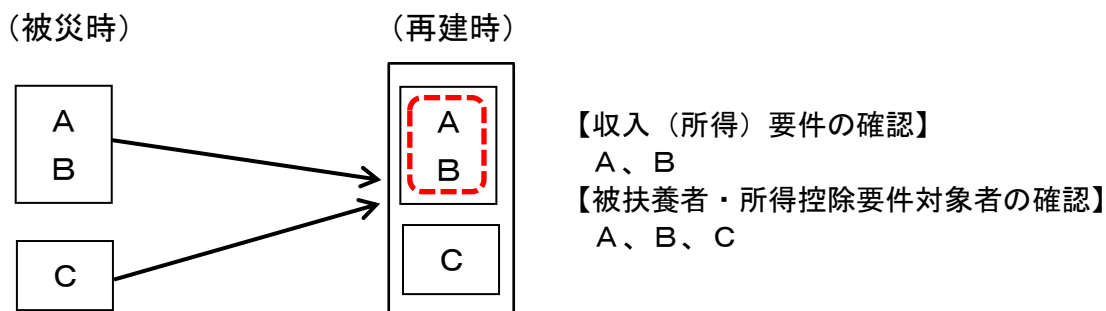 （被災時）
（再建時）
Ａ
Ｂ
Ｃ
Ａ
Ｂ
Ｃ
【収入（所得）要件の確認】
Ａ、Ｂ
【被扶養者・所得控除要件対象者の確認】
Ａ、Ｂ、Ｃ